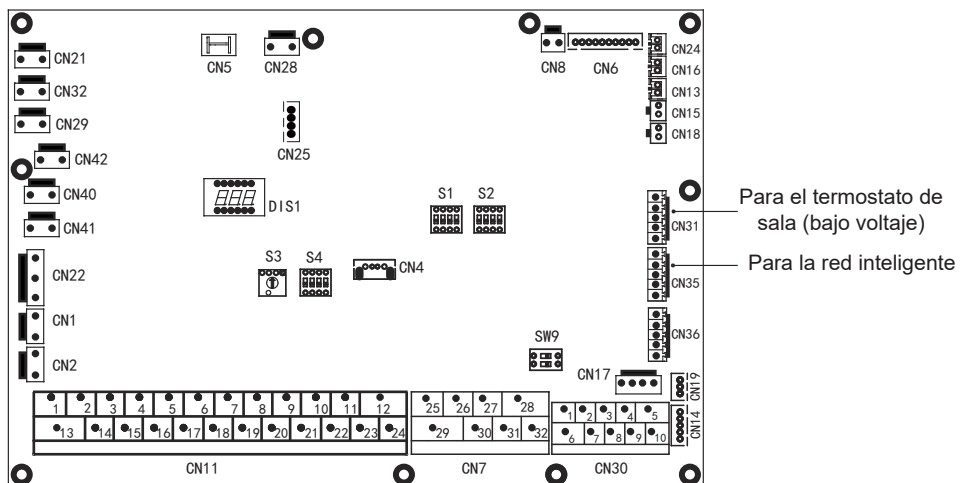 CN21
CN32
CN29
CN42
CN40
CN41
CN22
CN1
CN2
CN5
CN28
CN25
DIS1
S1 S2
S3 S4
CN4
CN8 CN6
CN24
CN16
CN13
CN15
CN18
CN31
Para el termostato de
sala (bajo voltaje)
CN35
Para la red inteligente
CN36
SW9
CN17
CN19
CN14
1 2 3 4 5 6 7 8 9 10 11 12
13 14 15 16 17 18 19 20 21 22 23 24
CN11
25 26 27 28
29 30 31 32
CN7
1 2 3 4 5
6 7 8 9 10
CN30